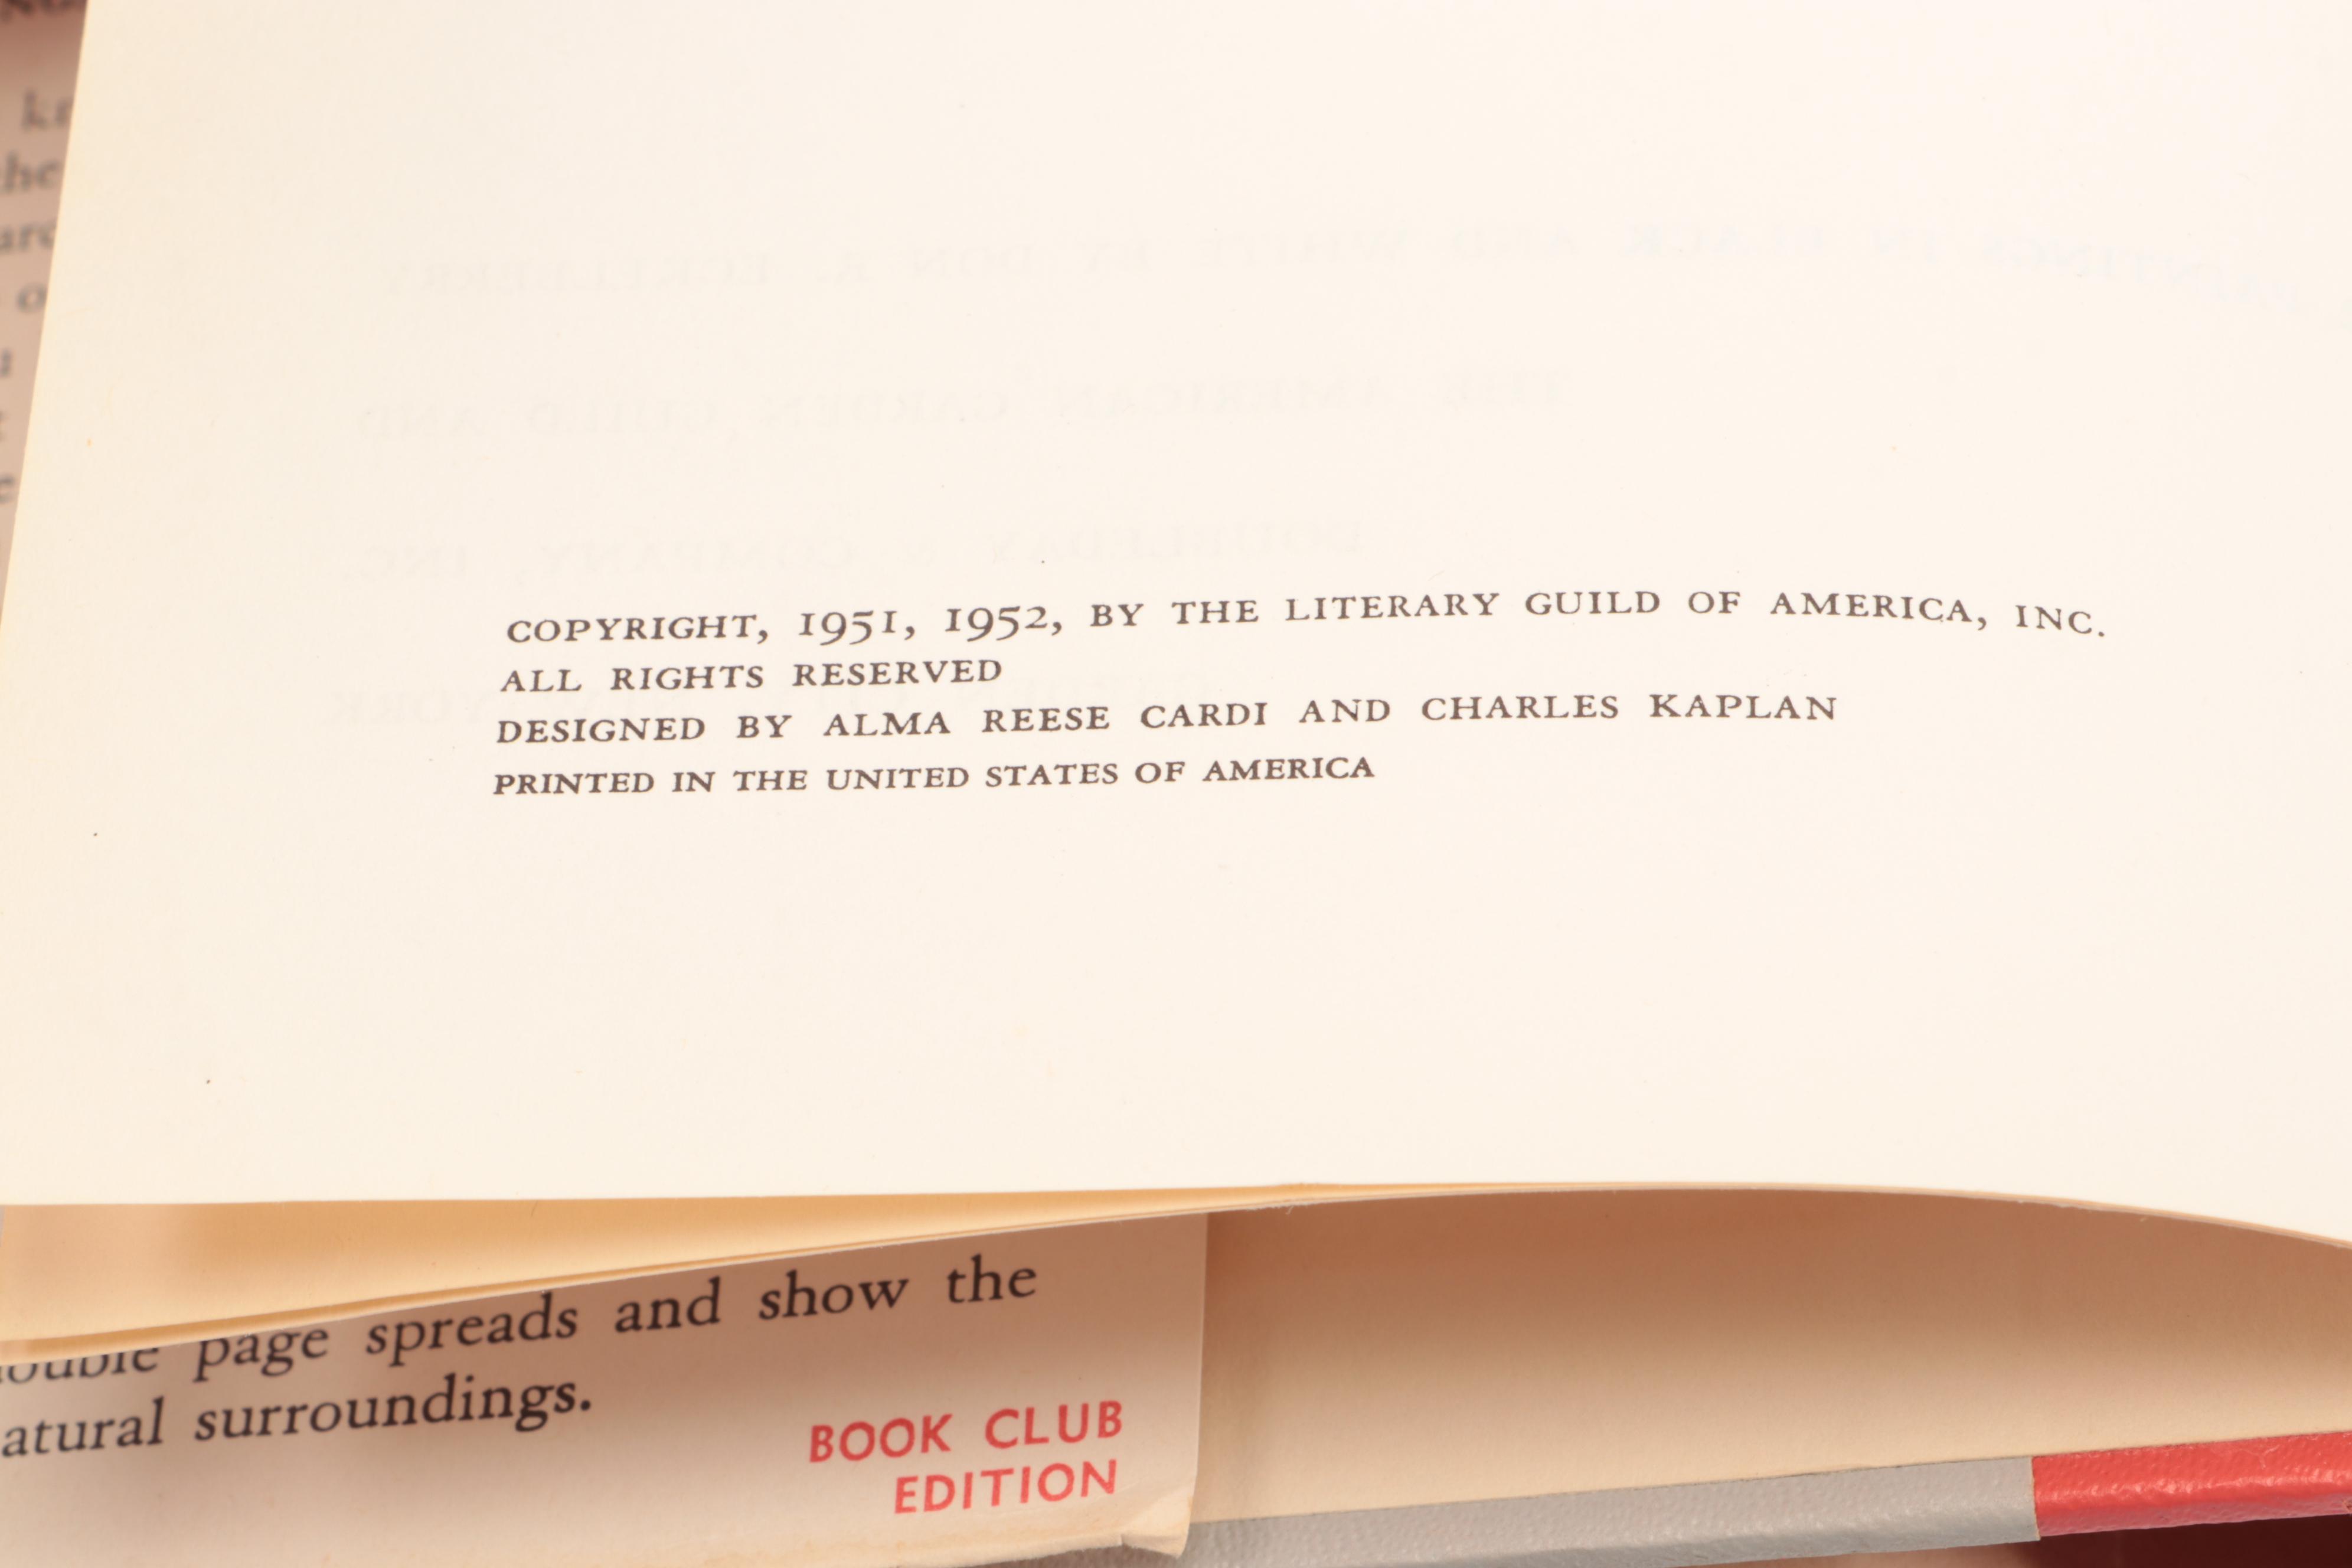 COPYRIGHT, 1951, 1952, BY THE LITERARY GUILD OF AMERICA, INC.
ALL RIGHTS RESERVED
DESIGNED BY ALMA REESE CARDI AND CHARLES KAPLAN
PRINTED IN THE UNITED STATES OF AMERICA
page spreads and show the
atural surroundings.
BOOK CLUB
EDITION